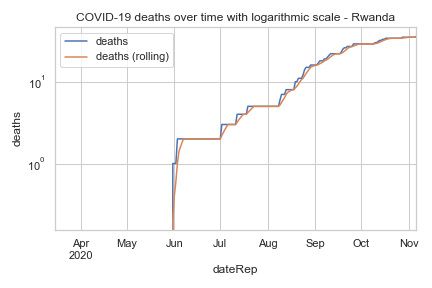 COVID-19 deaths over time with logarithmic scale - Rwanda
deaths
deaths (rolling)
10¹
10⁰
deaths
Apr
2020
May
Jun
Jul
Aug
Sep
Oct
Nov
dateRep